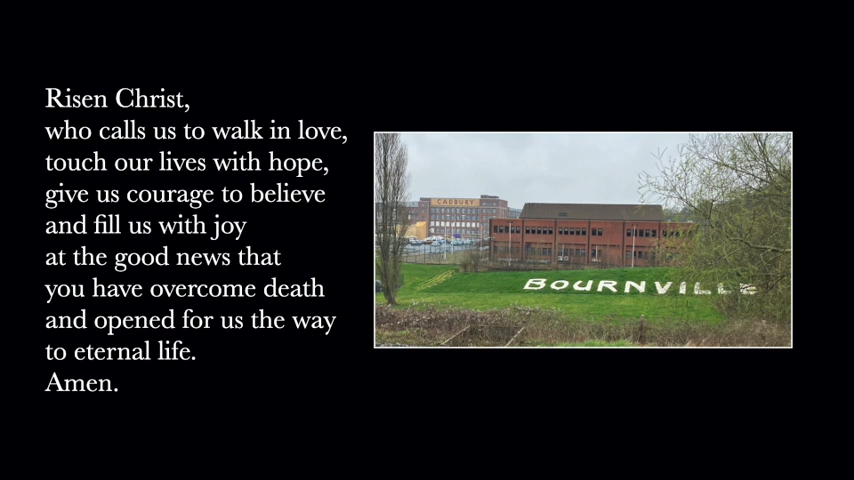 Risen Christ,
who calls us to walk in love,
touch our lives with hope,
give us courage to believe
and fill us with joy
at the good news that
you have overcome death
and opened for us the way
to eternal life.
Amen.
CADBURY
BOURNVILLE